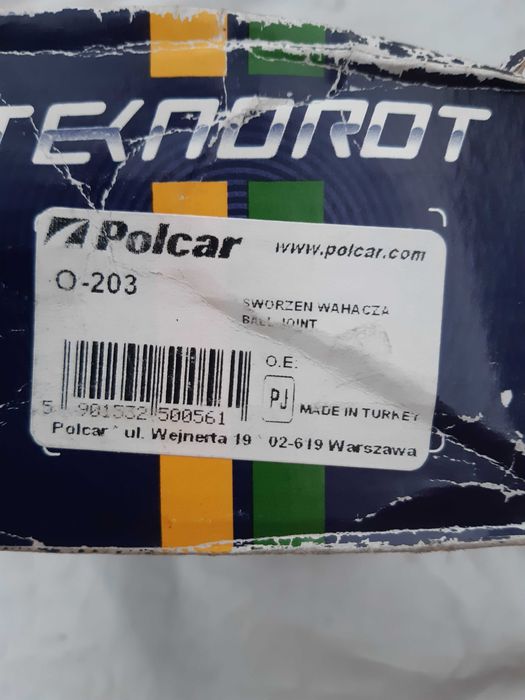 TEKNOROT
Polcar www.polcar.com
O-203
SWORZEN WAHACZA
BALL JOINT
O.E.
PJ MADE IN TURKEY
5 901532 500561
Polcar * ul. Wejnerta 19 * 02-619 Warszawa